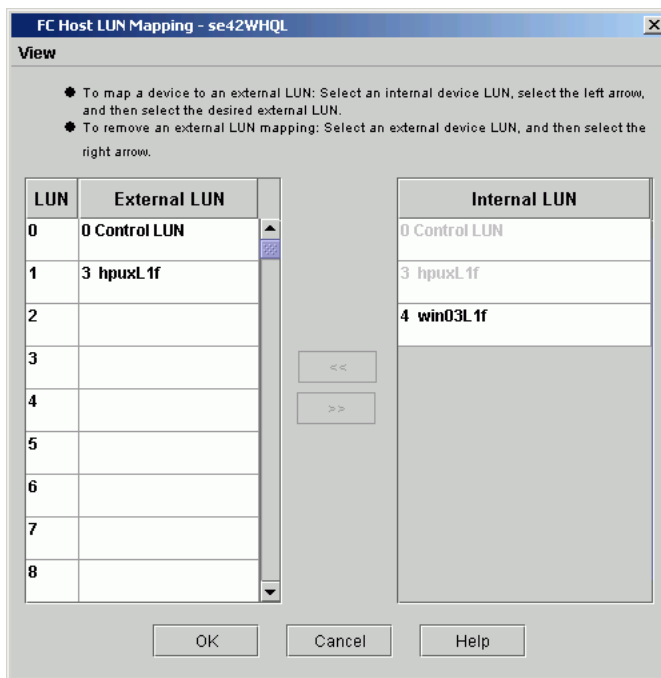 FC Host LUN Mapping - se42WHQL
View
To map a device to an external LUN: Select an internal device LUN, select the left arrow,
and then select the desired external LUN.
To remove an external LUN mapping: Select an external device LUN, and then select the
right arrow.
LUN External LUN
0 0 Control LUN
1 3 hpuxL1f
2
3
4
5
6
7
8
<<
>>
Internal LUN
0 Control LUN
3 hpuxL1f
4 win03L1f
OK Cancel Help